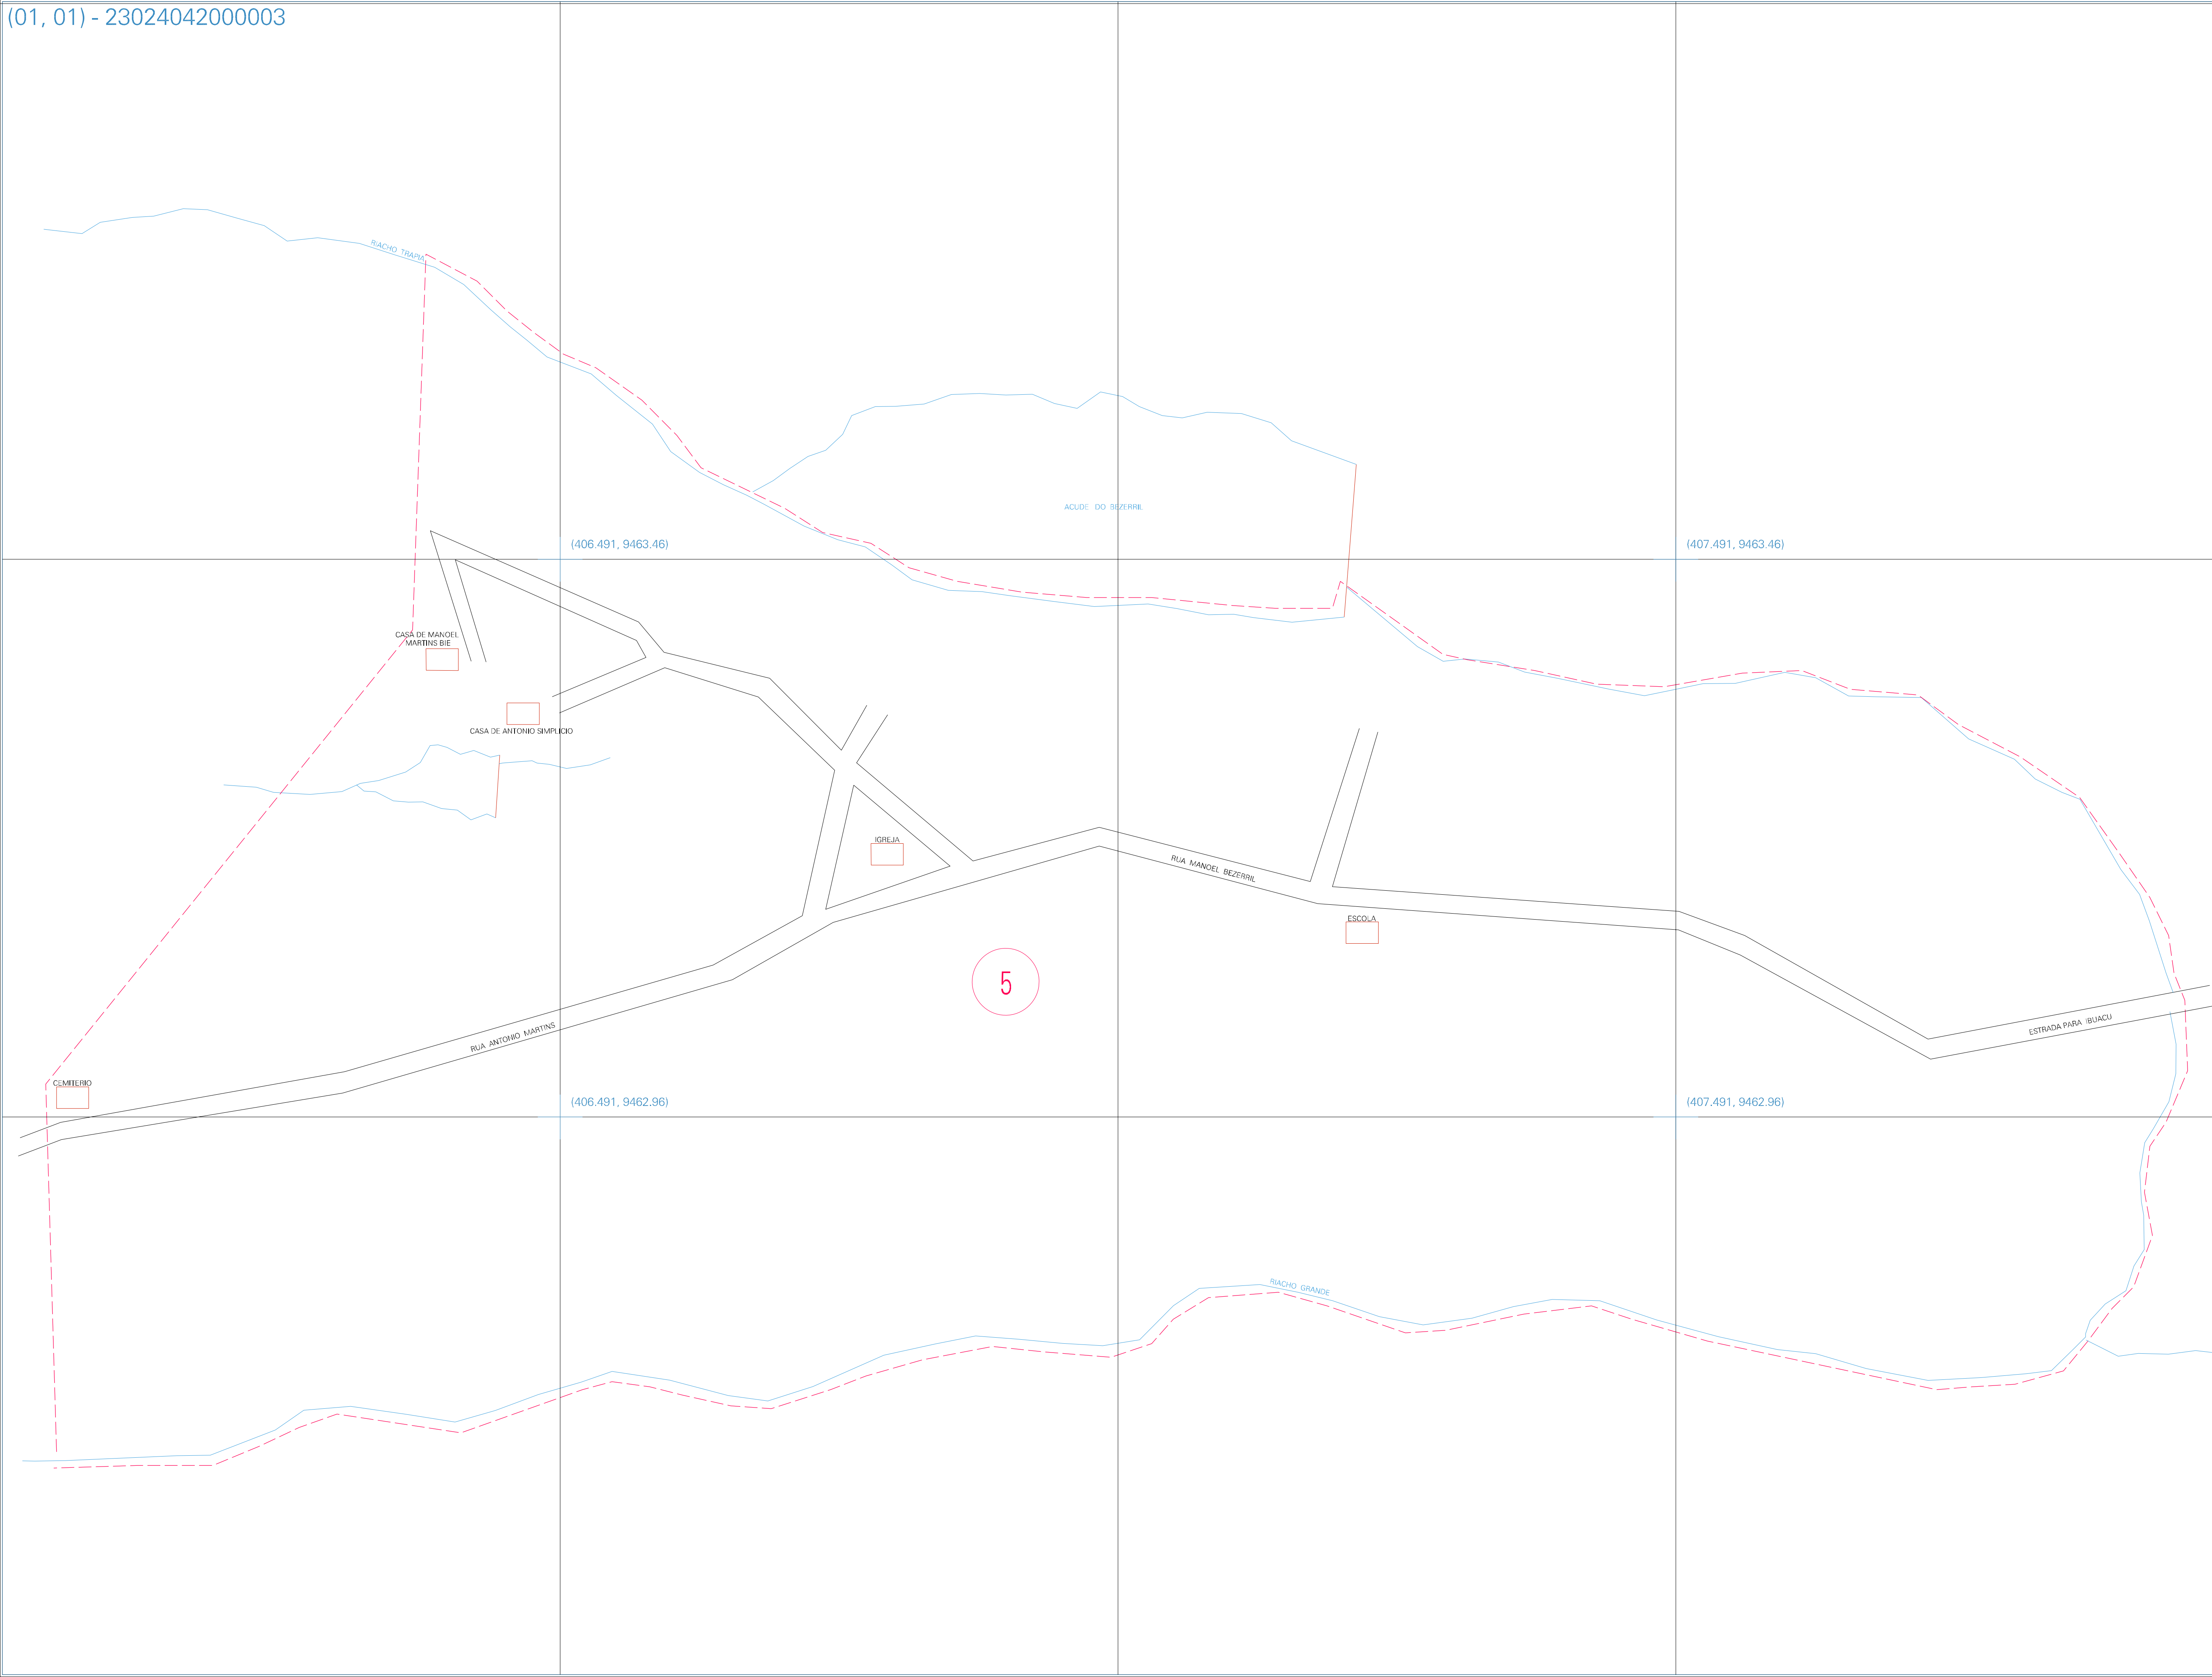 (01, 01) - 23024042000003
RIACHO TRAPIA
ACUDE DO BEZERRIL
(406.491, 9463.46)
(407.491, 9463.46)
CASA DE MANOEL
MARTINS BIE
CASA DE ANTONIO SIMPLICIO
IGREJA
RUA MANOEL BEZERRIL
ESCOLA
5
RUA ANTONIO MARTINS
ESTRADA PARA IBUACU
CEMITERIO
(406.491, 9462.96)
(407.491, 9462.96)
RIACHO GRANDE